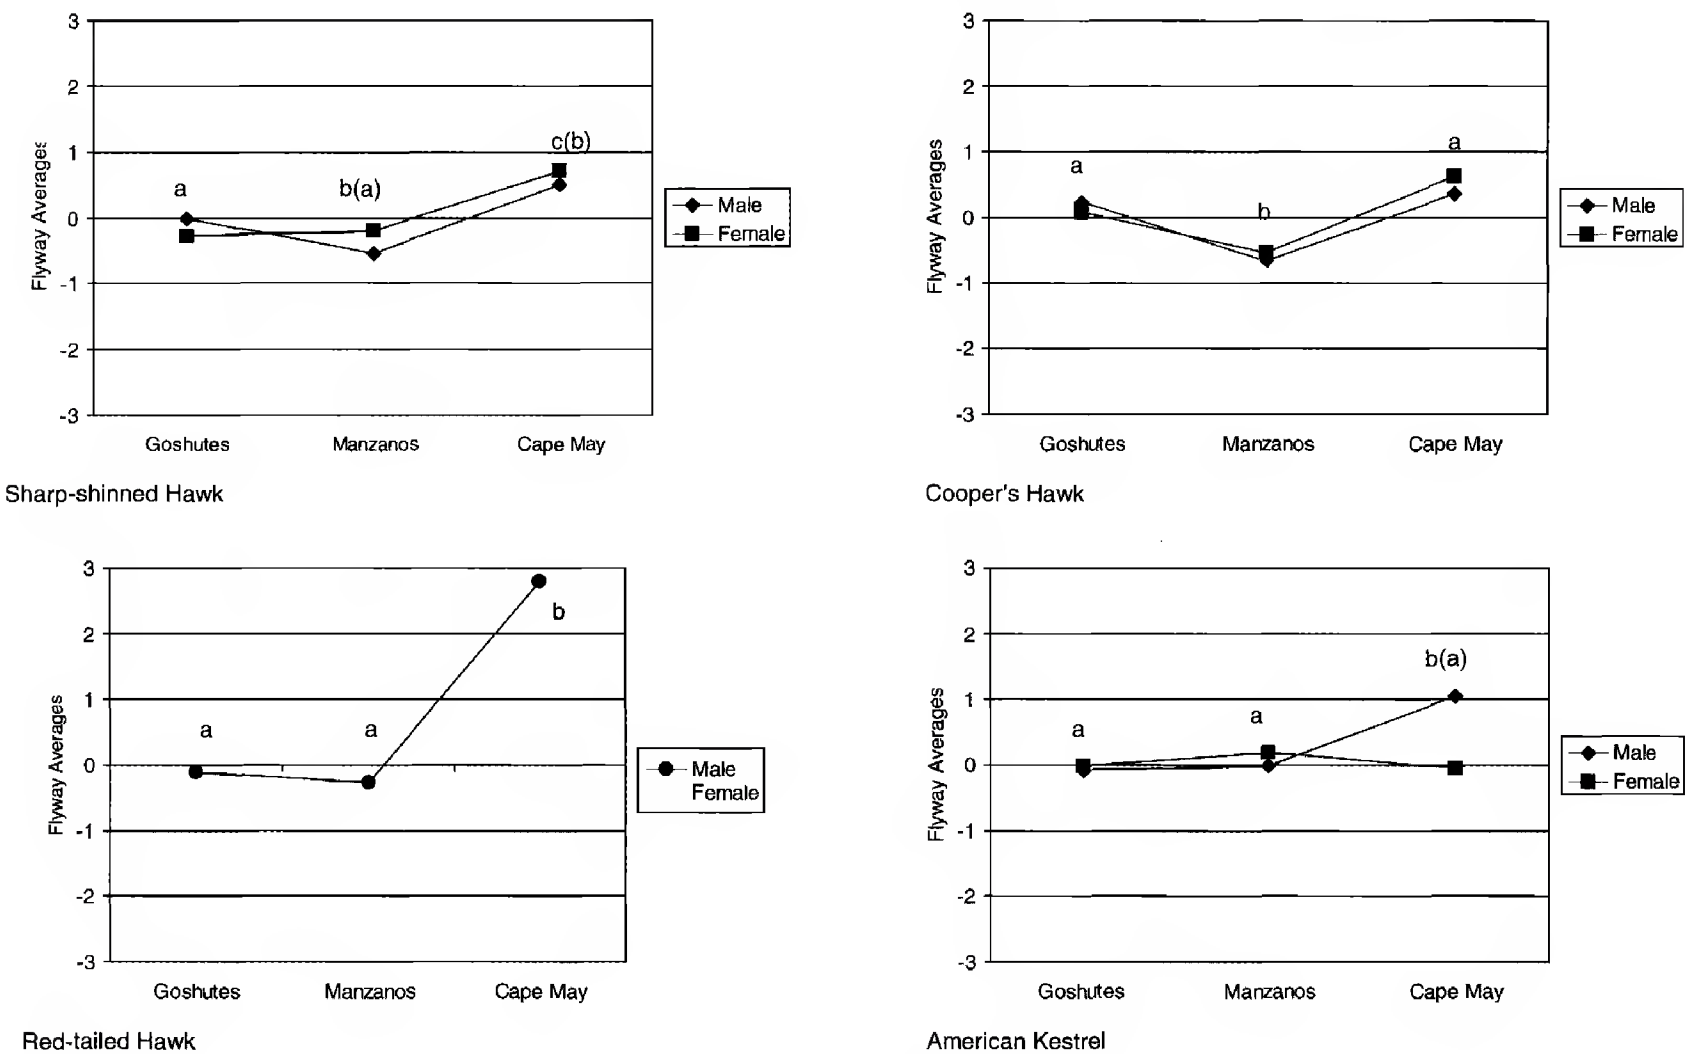 3
2
1
0
-1
-2
-3
Flyway Averages
a
b(a)
c(b)
Male
Female
Goshutes Manzanos Cape May
Sharp-shinned Hawk
3
2
1
0
-1
-2
-3
Flyway Averages
a
b
a
Male
Female
Goshutes Manzanos Cape May
Cooper's Hawk
3
2
1
0
-1
-2
-3
Flyway Averages
a
a
b
Male
Female
Goshutes Manzanos Cape May
Red-tailed Hawk
3
2
1
0
-1
-2
-3
Flyway Averages
a
a
b(a)
Male
Female
Goshutes Manzanos Cape May
American Kestrel